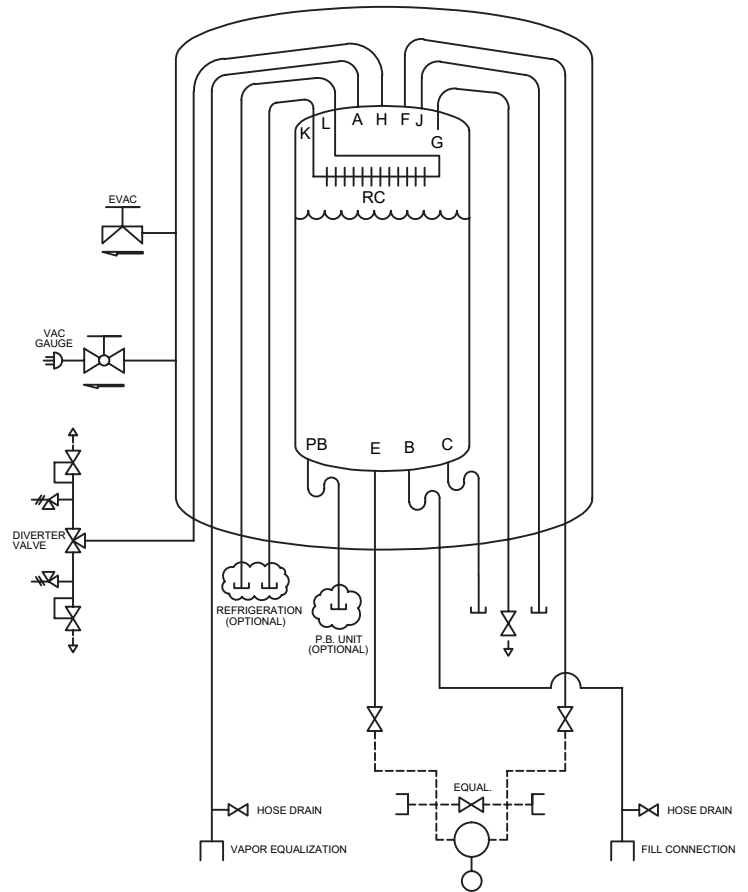 K
L
A
H
F
J
G
RC
EVAC
VAC
GAUGE
PB
E
B
C
DIVERTER
VALVE
REFRIGERATION
(OPTIONAL)
P.B. UNIT
(OPTIONAL)
EQUAL.
HOSE DRAIN
HOSE DRAIN
VAPOR EQUALIZATION
FILL CONNECTION